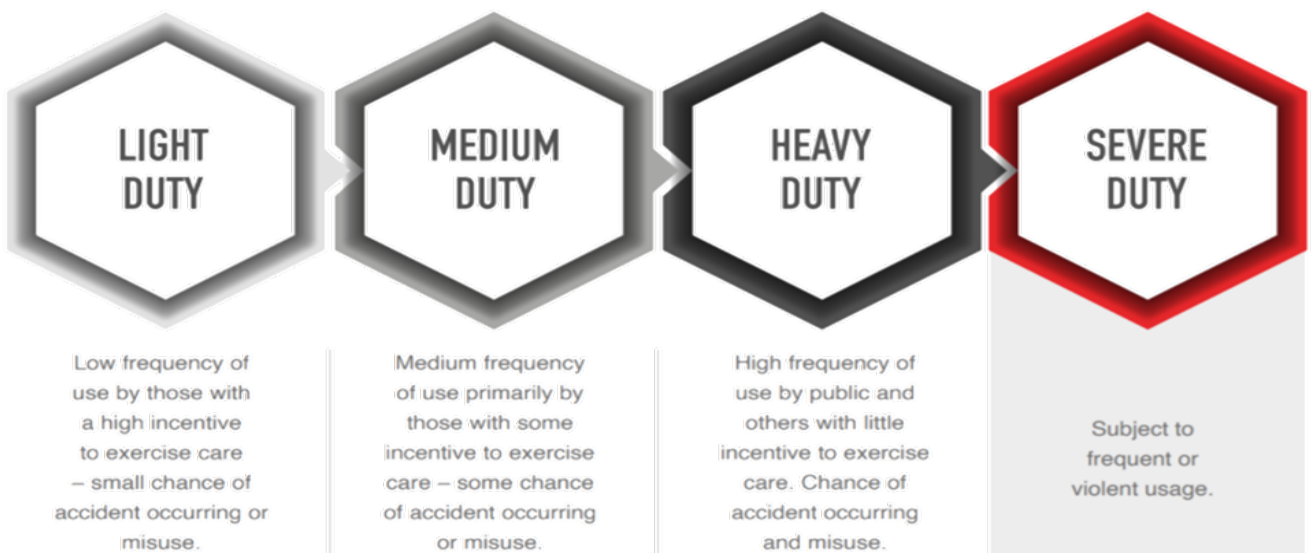 LIGHT
DUTY
MEDIUM
DUTY
HEAVY
DUTY
SEVERE
DUTY
Low frequency of
use by those with
a high incentive
to exercise care
– small chance of
accident occurring or
misuse.
Medium frequency
of use primarily by
those with some
incentive to exercise
care – some chance
of accident occurring
or misuse.
High frequency of
use by public and
others with little
incentive to exercise
care. Chance of
accident occurring
and misuse.
Subject to
frequent or
violent usage.